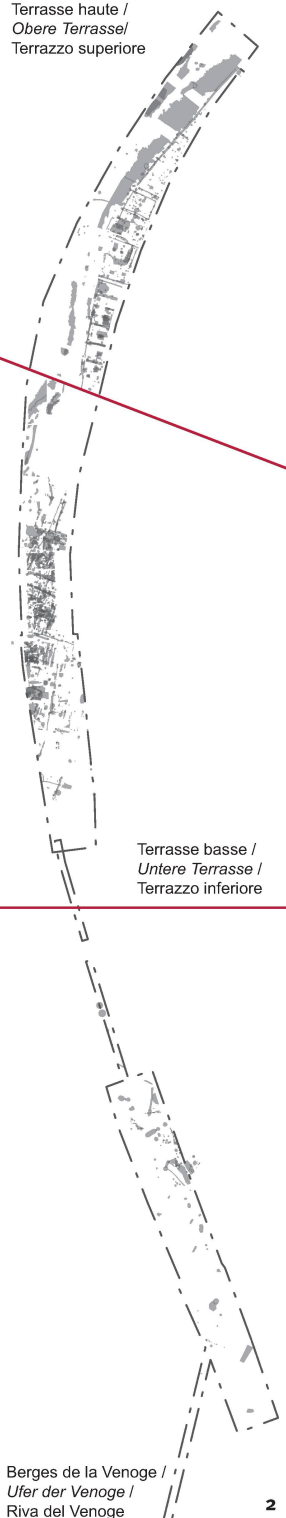 Terrasse haute /
Obere Terrasse/
Terrazzo superiore
Terrasse basse /
Untere Terrasse /
Terrazzo inferiore
Berges de la Venoge /
Ufer der Venoge /
Riva del Venoge
2